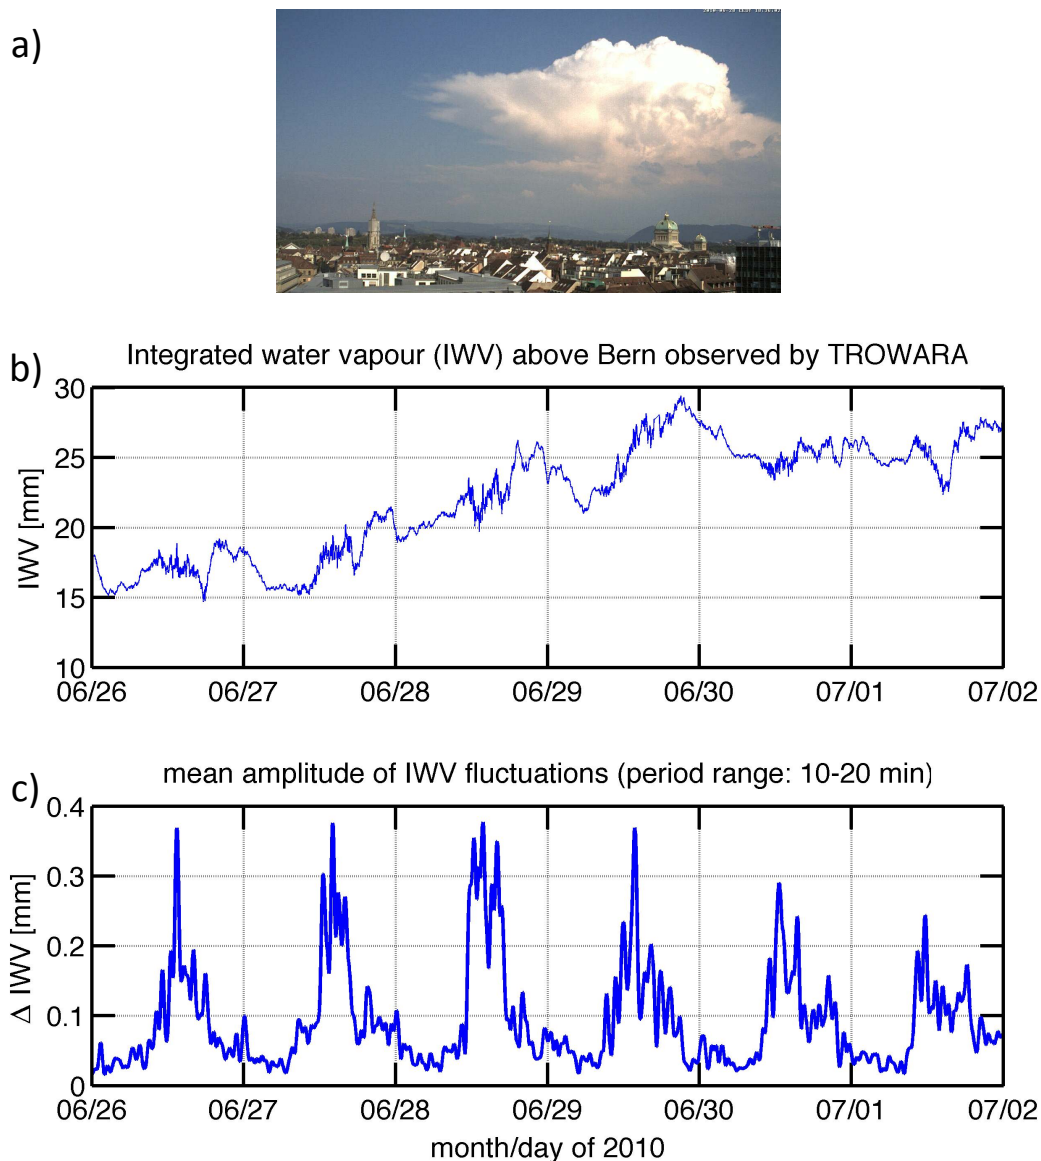 a)
b)
Integrated water vapour (IWV) above Bern observed by TROWARA
30
25
20
15
10
IWV [mm]
06/26 06/27 06/28 06/29 06/30 07/01 07/02
c)
mean amplitude of IWV fluctuations (period range: 10-20 min)
0.4
0.3
0.2
0.1
0
Δ IWV [mm]
06/26 06/27 06/28 06/29 06/30 07/01 07/02
month/day of 2010